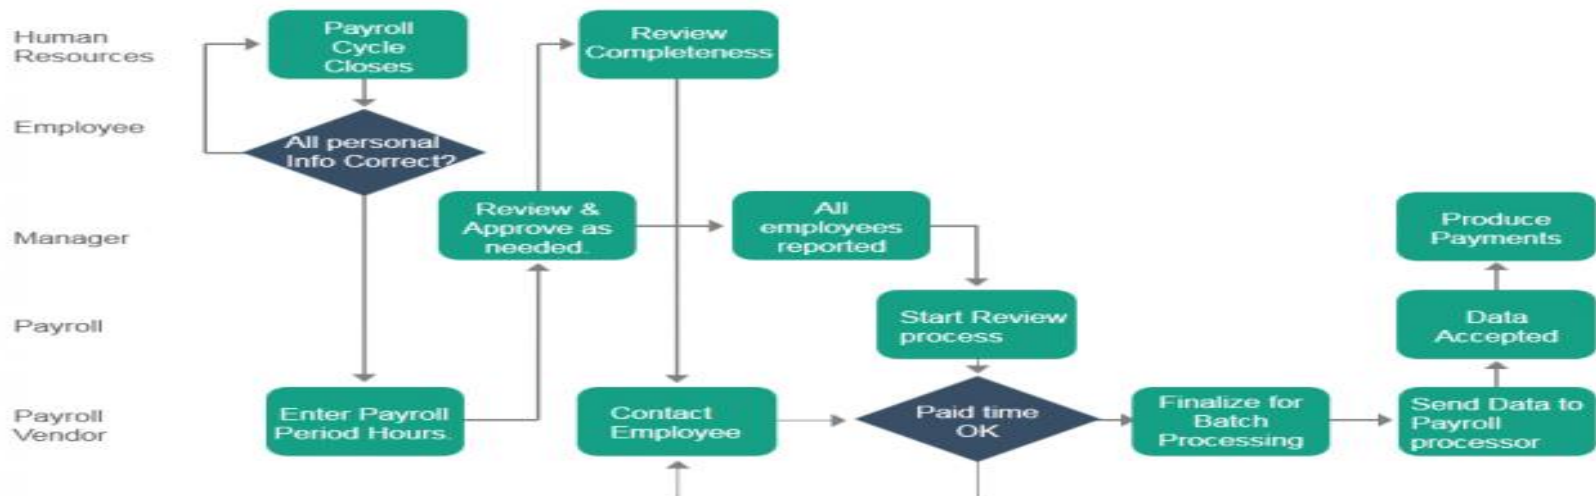 Human
Resources
Payroll
Cycle
Closes
Review
Completeness
Employee
All personal
Info Correct?
Manager
Review &
Approve as
needed.
All
employees
reported
Produce
Payments
Payroll
Start Review
process
Data
Accepted
Payroll
Vendor
Enter Payroll
Period Hours.
Contact
Employee
Paid time
OK
Finalize for
Batch
Processing
Send Data to
Payroll
processor